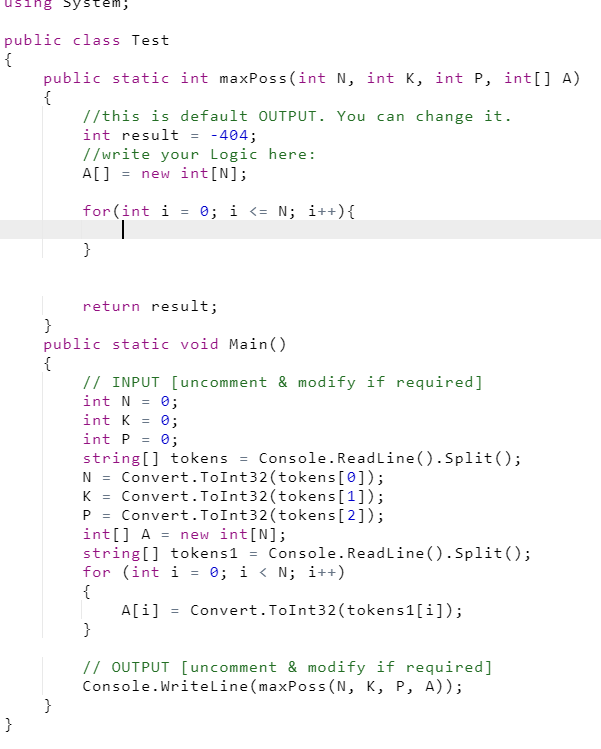 using System;
public class Test
{
public static int maxPoss(int N, int K, int P, int[] A)
{
//this is default OUTPUT. You can change it.
int result = -404;
//write your Logic here:
A[] = new int[N];
for(int i = 0; i <= N; i++){
}
return result;
}
public static void Main()
{
// INPUT [uncomment & modify if required]
int N = 0;
int K = 0;
int P = 0;
string[] tokens = Console.ReadLine().Split();
N = Convert.ToInt32(tokens[0]);
K = Convert.ToInt32(tokens[1]);
P = Convert.ToInt32(tokens[2]);
int[] A = new int[N];
string[] tokens1 = Console.ReadLine().Split();
for (int i = 0; i < N; i++)
{
A[i] = Convert.ToInt32(tokens1[i]);
}
// OUTPUT [uncomment & modify if required]
Console.WriteLine(maxPoss(N, K, P, A));
}
}